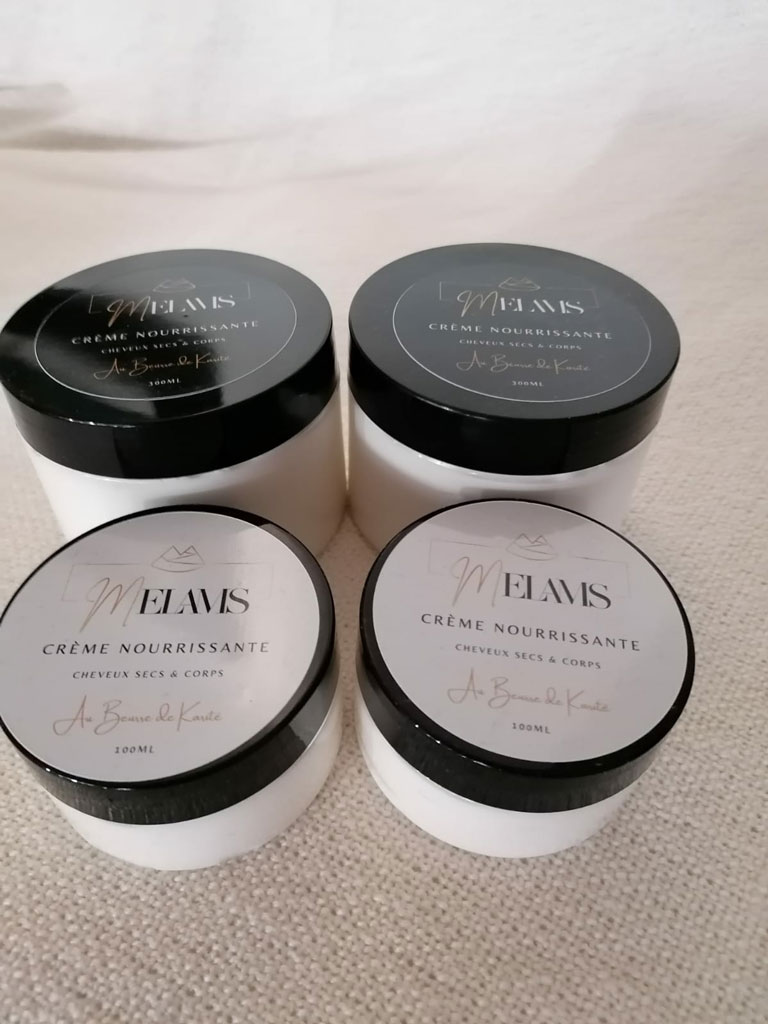 MELAVIS
CRÈME NOURRISSANTE
CHEVEUX SECS & CORPS
Au Beurre de Karité
300ML
MELAVIS
CRÈME NOURRISSANTE
CHEVEUX SECS & CORPS
Au Beurre de Karité
300ML
MELAVIS
CRÈME NOURRISSANTE
CHEVEUX SECS & CORPS
Au Beurre de Karité
100ML
MELAVIS
CRÈME NOURRISSANTE
CHEVEUX SECS & CORPS
Au Beurre de Karité
100ML